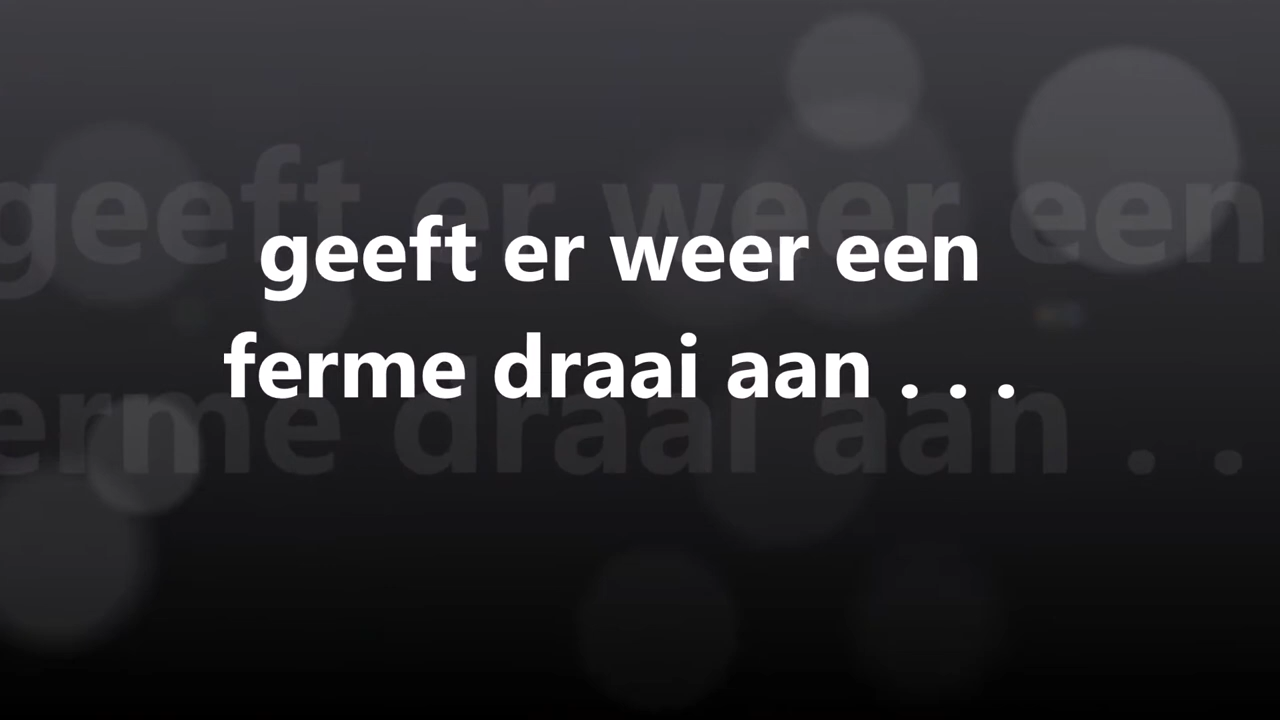 geeft er weer een
ferme draai aan . . .